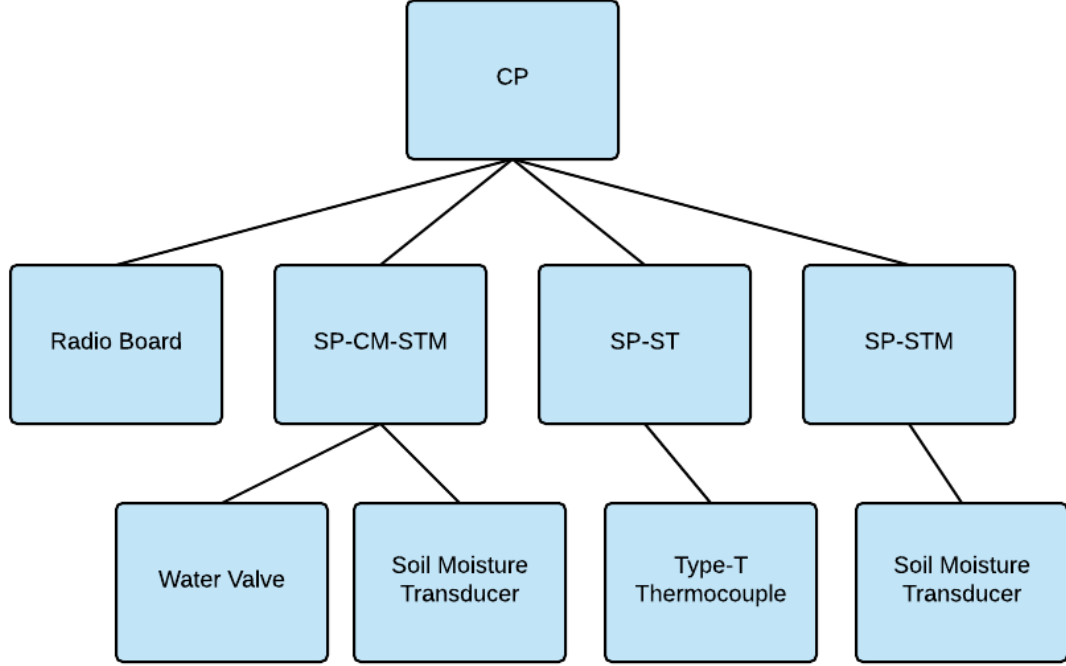 CP
Radio Board
SP-CM-STM
SP-ST
SP-STM
Water Valve
Soil Moisture
Transducer
Type-T
Thermocouple
Soil Moisture
Transducer